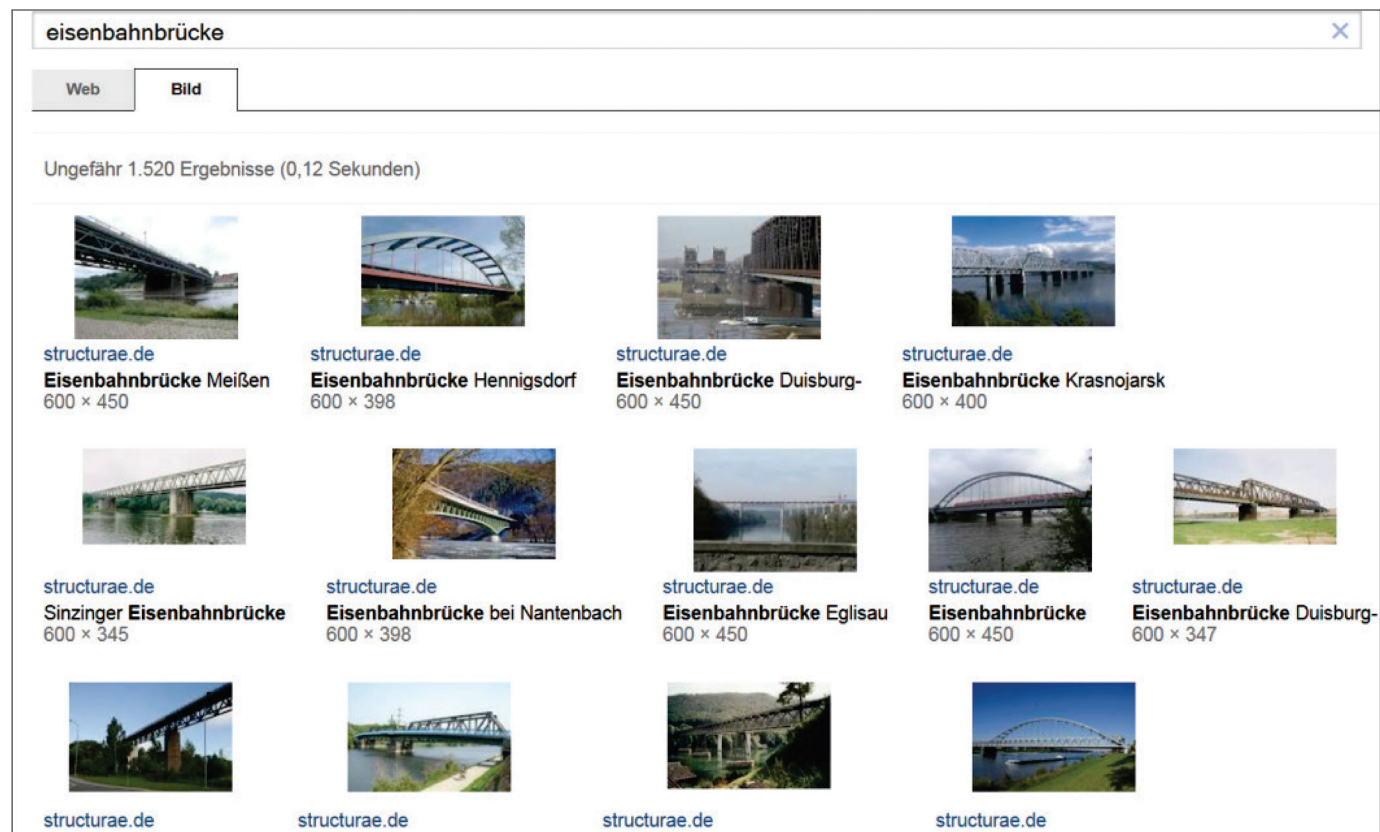 eisenbahnbrücke
Web Bild
Ungefähr 1.520 Ergebnisse (0,12 Sekunden)
structurae.de structurae.de structurae.de structurae.de
Eisenbahnbrücke Meißen Eisenbahnbrücke Hennigsdorf Eisenbahnbrücke Duisburg- Eisenbahnbrücke Krasnojarsk
600 × 450 600 × 398 600 × 450 600 × 400
structurae.de structurae.de structurae.de structurae.de structurae.de
Sinzinger Eisenbahnbrücke Eisenbahnbrücke bei Nantenbach Eisenbahnbrücke Eglisau Eisenbahnbrücke Eisenbahnbrücke Duisburg-
600 × 345 600 × 398 600 × 450 600 × 450 600 × 347
structurae.de structurae.de structurae.de structurae.de